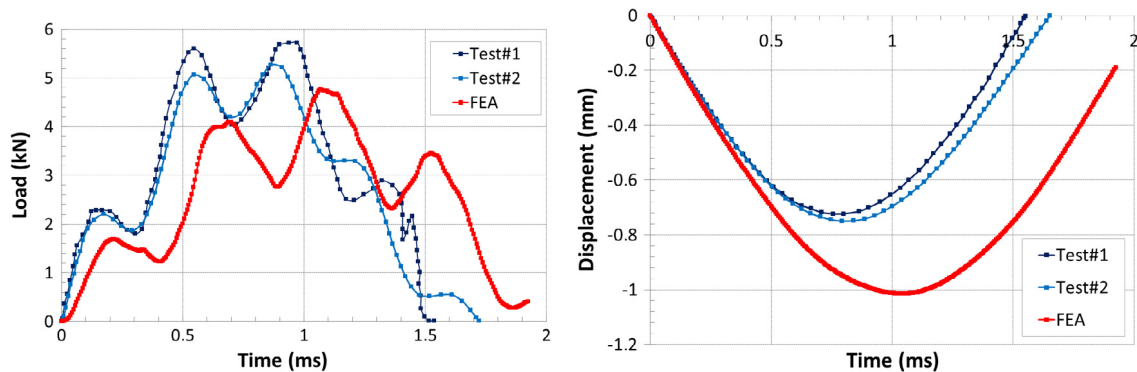 6
5
4
3
2
1
0
0 0.5 1 1.5 2
Load (kN)
Time (ms)
Test#1
Test#2
FEA
0
-0.2
-0.4
-0.6
-0.8
-1
-1.2
0 0.5 1 1.5 2
Displacement (mm)
Time (ms)
Test#1
Test#2
FEA